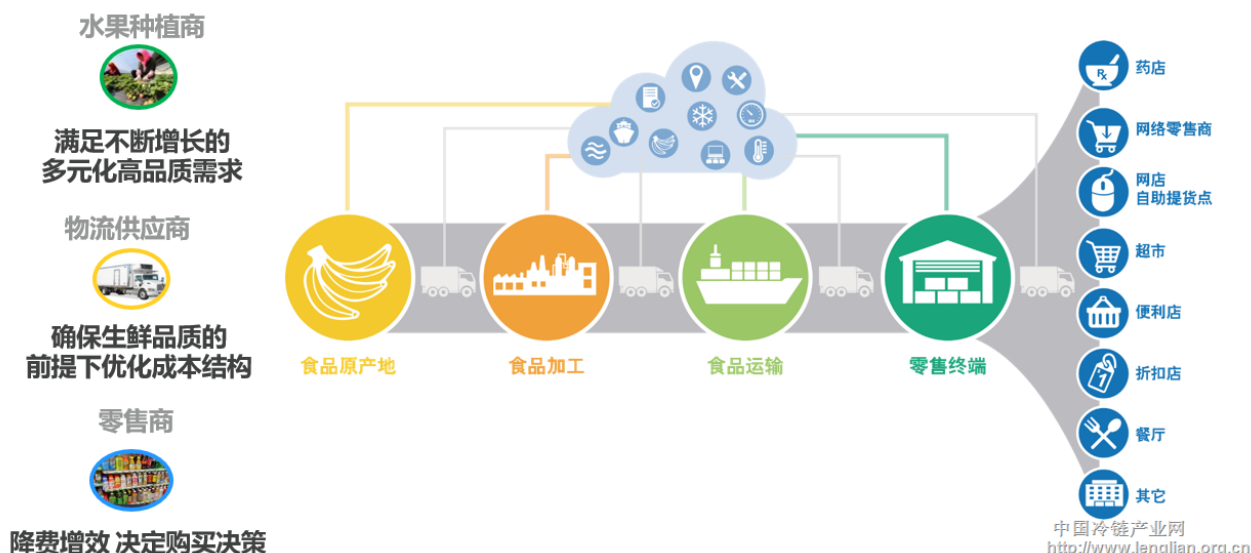 水果种植商
满足不断增长的
多元化高品质需求
物流供应商
确保生鲜品质的
前提下优化成本结构
零售商
降费增效 决定购买决策
食品原产地
食品加工
食品运输
零售终端
药店
网络零售商
网店
自助提货点
超市
便利店
折扣店
1
餐厅
其它
中国冷链产业网
http://www.lenglian.org.cn